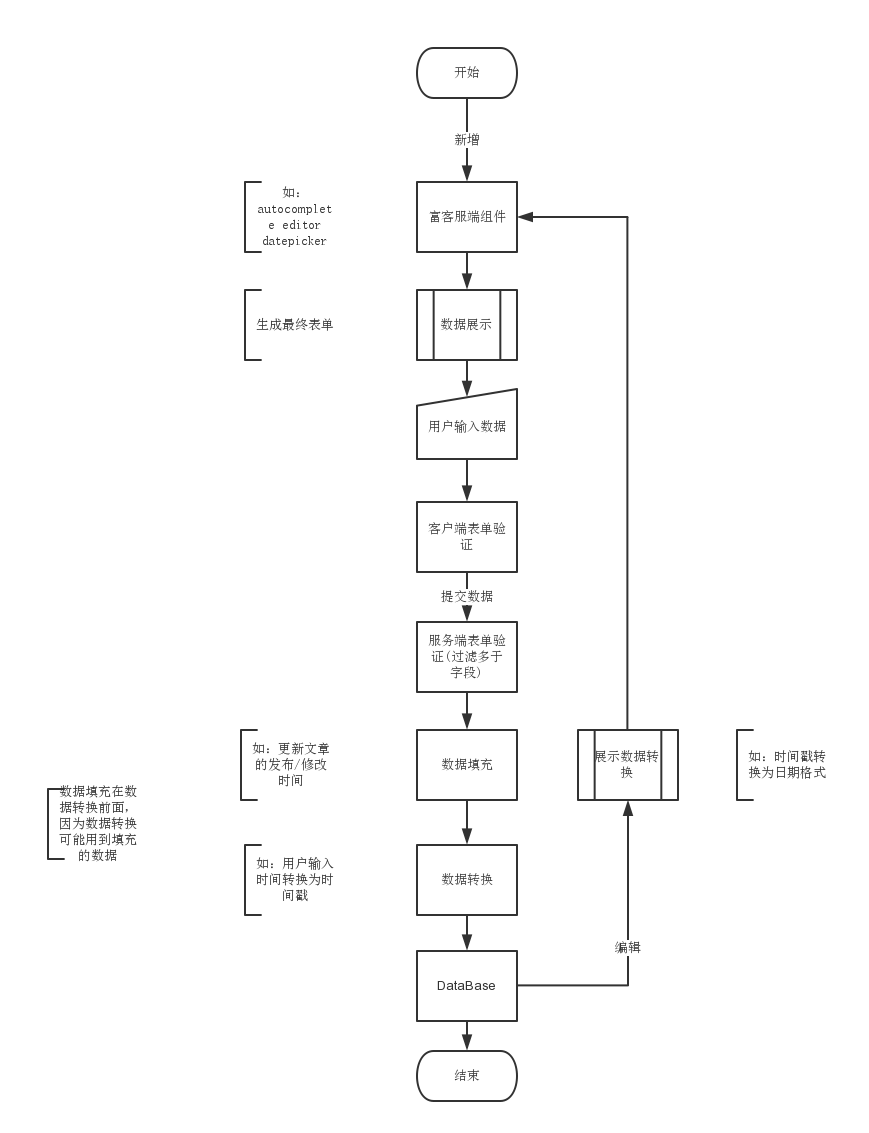 开始
新增
如：
autocomplet
e editor
datepicker
富客服端组件
生成最终表单
数据展示
用户输入数据
客户端表单验
证
提交数据
服务端表单验
证(过滤多于
字段)
如：更新文章
的发布/修改
时间
数据填充
展示数据转
换
如：时间戳转
换为日期格式
数据填充在数
据转换前面，
因为数据转换
可能用到填充
的数据
如：用户输入
时间转换为时
间戳
数据转换
编辑
DataBase
结束